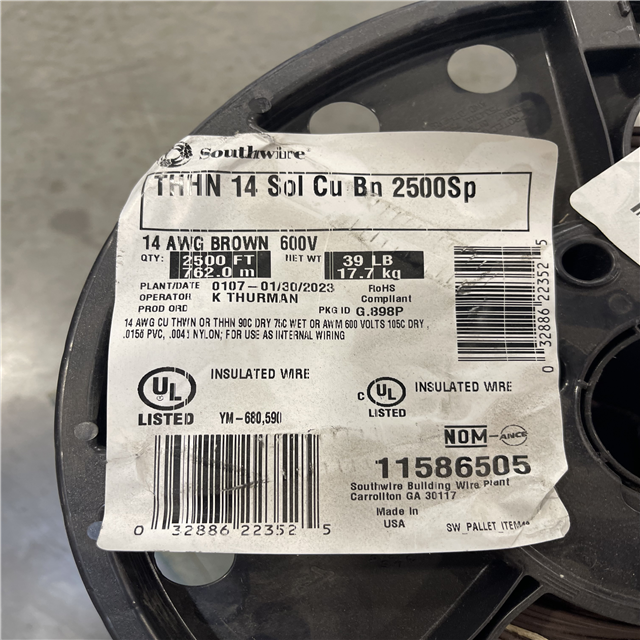 Southwire
THHN 14 Sol Cu Bn 2500Sp
14 AWG BROWN 600V
QTY: 2500 FT NET WT 39 LB
762.0 m 17.7 kg
PLANT/DATE 0107-01/30/2023 RoHS
OPERATOR K THURMAN Compliant
PROD ORD PKG ID G.898P
14 AWG CU THWN OR THHN 90C DRY 75C WET OR AWM 600 VOLTS 105C DRY
.0155 PVC, .0041 NYLON; FOR USE AS INTERNAL WIRING
UL INSULATED WIRE
LISTED YM-680,590
C UL INSULATED WIRE
LISTED
NOM-ANCE
11586505
Southwire Building Wire Plant
Carrollton GA 30117
Made In
USA
SW_PALLET_ITEM
0 32886 22352 5
0 32886 22352 5